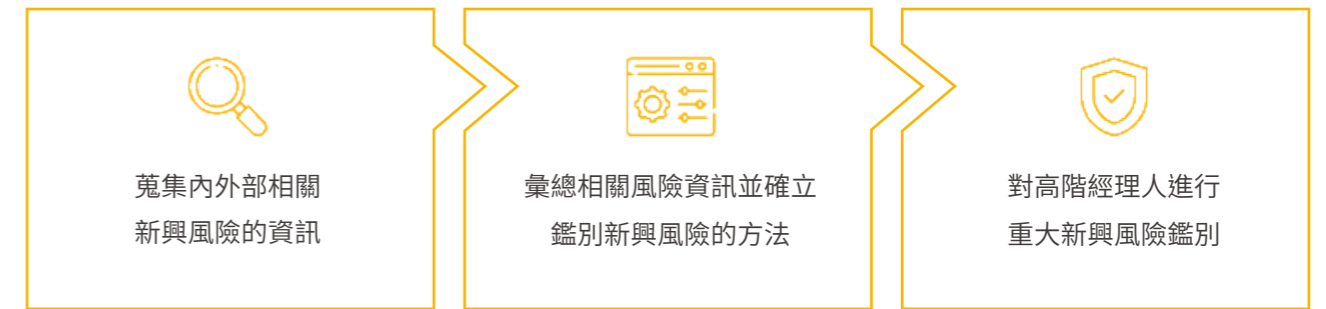 蒐集內外部相關
新興風險的資訊
彙總相關風險資訊並確立
鑑別新興風險的方法
對高階經理人進行
重大新興風險鑑別